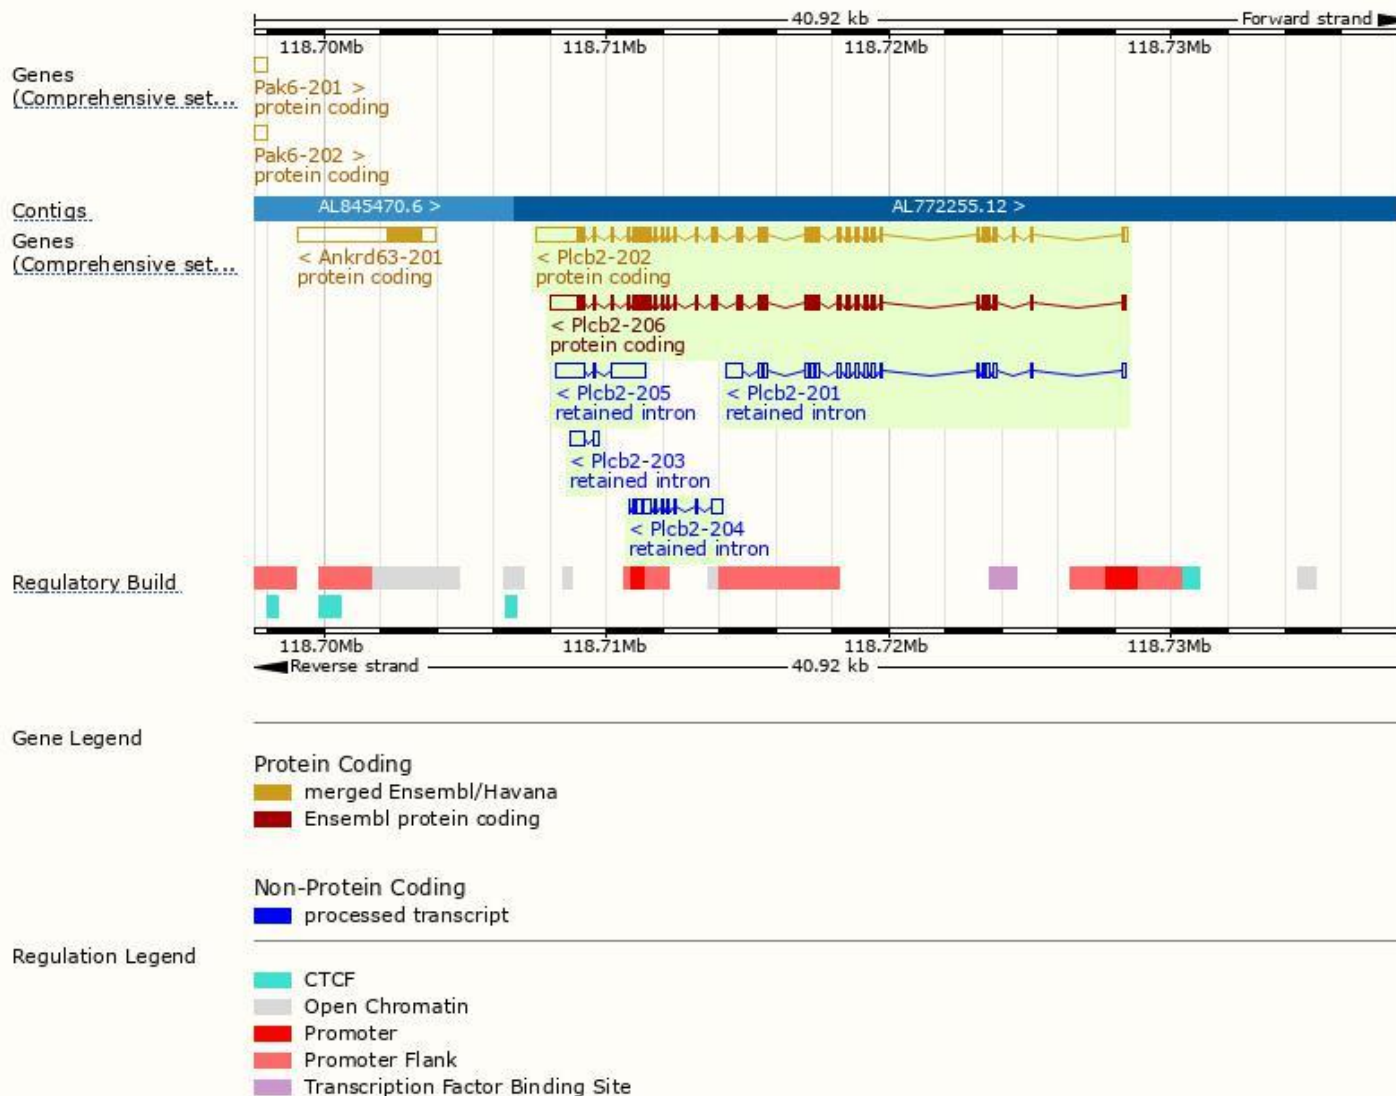 40.92 kb Forward strand
118.70Mb 118.71Mb 118.72Mb 118.73Mb
Genes
(Comprehensive set...
Pak6-201 >
protein coding
Pak6-202 >
protein coding
Contigs AL845470.6 > AL772255.12 >
Genes
(Comprehensive set...
< Ankrd63-201 < Plcb2-202
protein coding protein coding
< Plcb2-206
protein coding
< Plcb2-205 < Plcb2-201
retained intron retained intron
< Plcb2-203
retained intron
< Plcb2-204
retained intron
Regulatory Build
118.70Mb 118.71Mb 118.72Mb 118.73Mb
Reverse strand 40.92 kb
Gene Legend
Protein Coding
merged Ensembl/Havana
Ensembl protein coding
Non-Protein Coding
processed transcript
Regulation Legend
CTCF
Open Chromatin
Promoter
Promoter Flank
Transcription Factor Binding Site